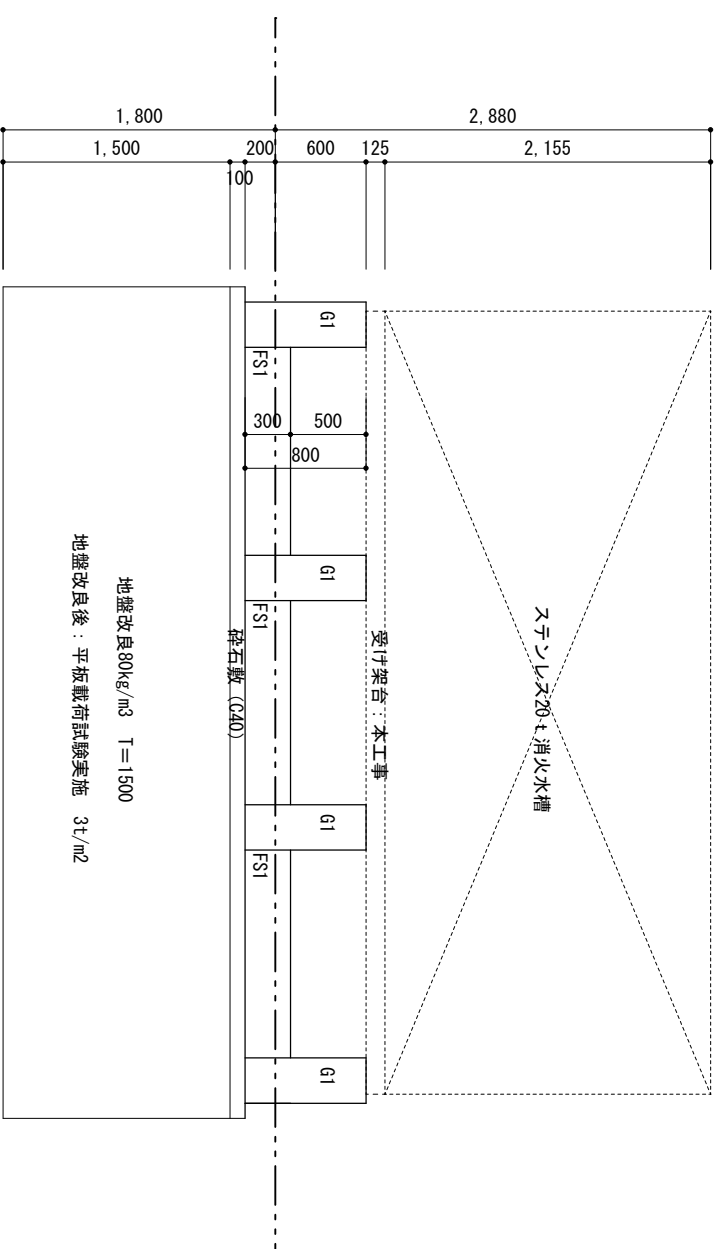 1,800
2,880
1,500
200
600
125
2,155
100
G1
FS1
300
500
800
G1
FS1
G1
FS1
G1
ステンレス20t 消火水槽
受け架台：本工事
砕石敷（C40）
地盤改良80kg/m3　T＝1500
地盤改良後：平板載荷試験実施　3t/m2